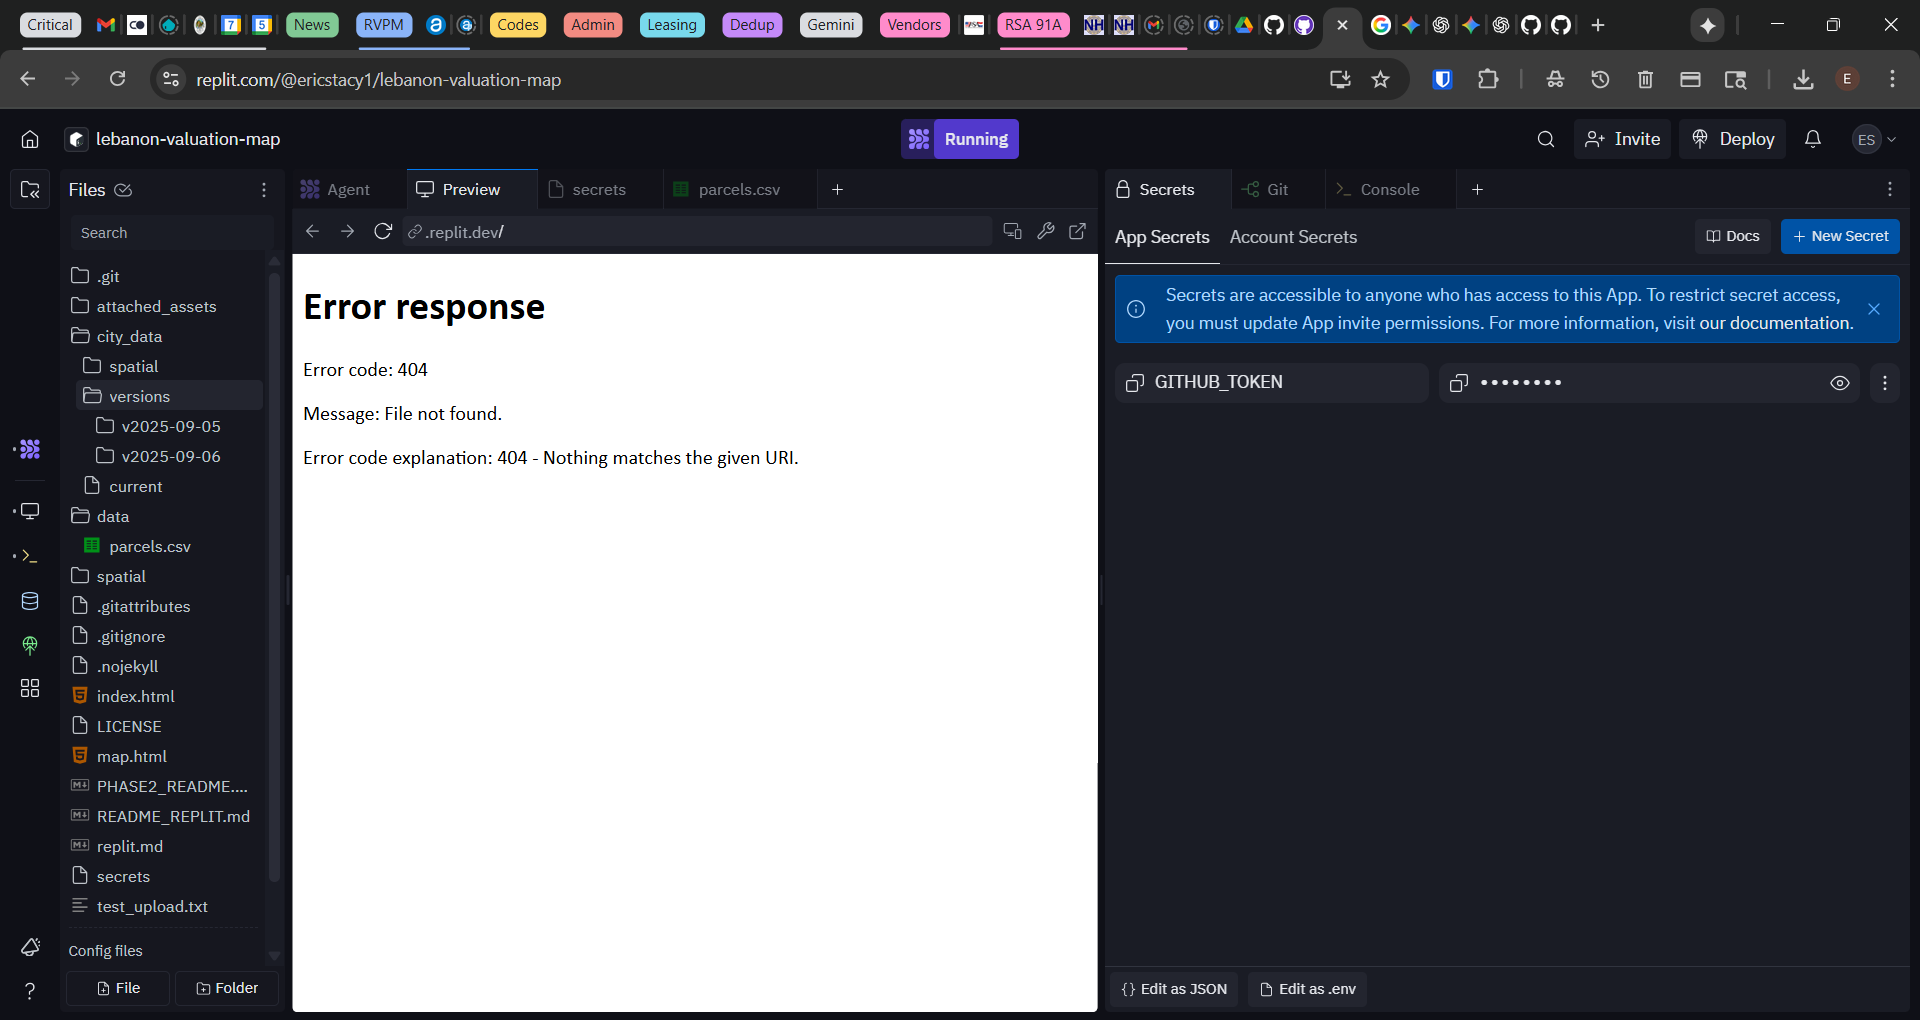 Critical
News
RVPM
Codes
Admin
Leasing
Dedup
Gemini
Vendors
RSA 91A
NH
NH
replit.com/@ericstacy1/lebanon-valuation-map
E
lebanon-valuation-map
Running
Invite
Deploy
ES
Files
Search
.git
attached_assets
city_data
spatial
versions
v2025-09-05
v2025-09-06
current
data
parcels.csv
spatial
.gitattributes
.gitignore
.nojekyll
index.html
LICENSE
map.html
PHASE2_README....
README_REPLIT.md
replit.md
secrets
test_upload.txt
Config files
File
Folder
Agent
Preview
secrets
parcels.csv
.replit.dev/
Error response
Error code: 404
Message: File not found.
Error code explanation: 404 - Nothing matches the given URI.
Secrets
Git
Console
App Secrets
Account Secrets
Docs
+ New Secret
Secrets are accessible to anyone who has access to this App. To restrict secret access,
you must update App invite permissions. For more information, visit our documentation.
GITHUB_TOKEN
••••••••
{} Edit as JSON
Edit as .env